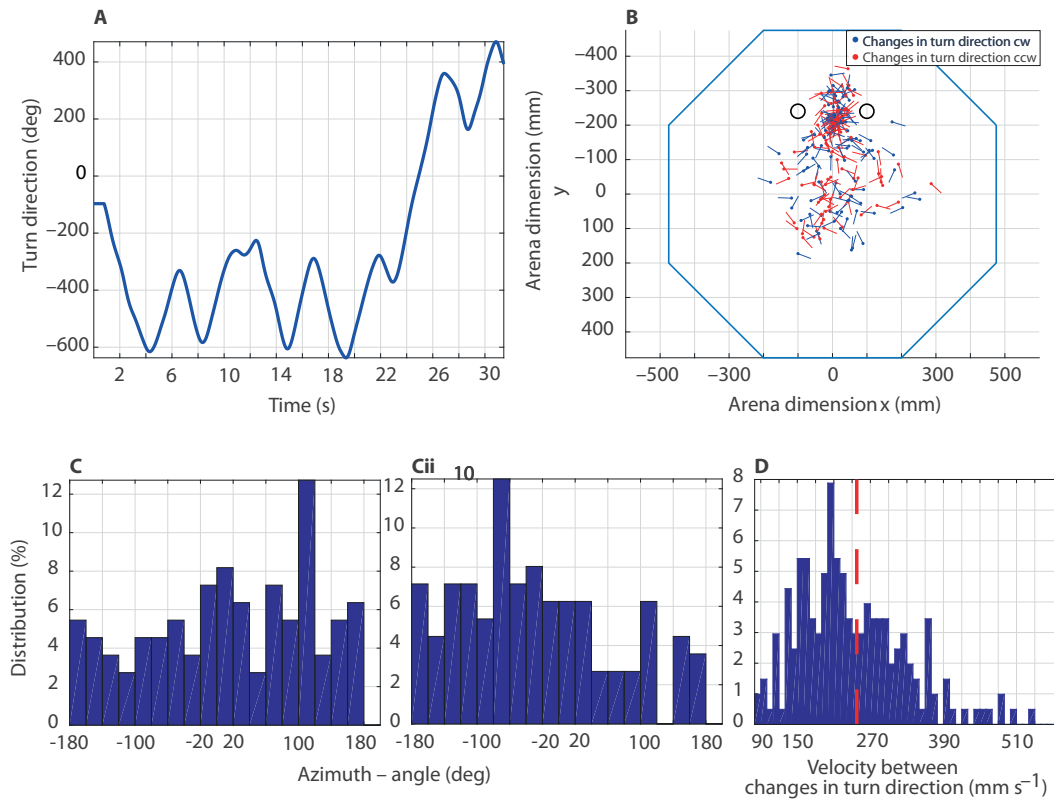 A
Turn direction (deg)
400
200
0
−200
−400
−600
2 6 10 14 18 22 26 30
Time (s)
B
Changes in turn direction cw
Changes in turn direction ccw
Arena dimension (mm)
y
−400
−300
−200
−100
0
100
200
300
400
−500 −300 0 300 500
Arena dimension x (mm)
C
Distribution (%)
12
10
8
6
4
2
0
-180 -100 -20 20 100 180
Cii
10
12
10
8
6
4
2
0
-180 -100 -20 20 100 180
Azimuth – angle (deg)
D
8
7
6
5
4
3
2
1
0
90 150 270 390 510
Velocity between
changes in turn direction (mm s−1)